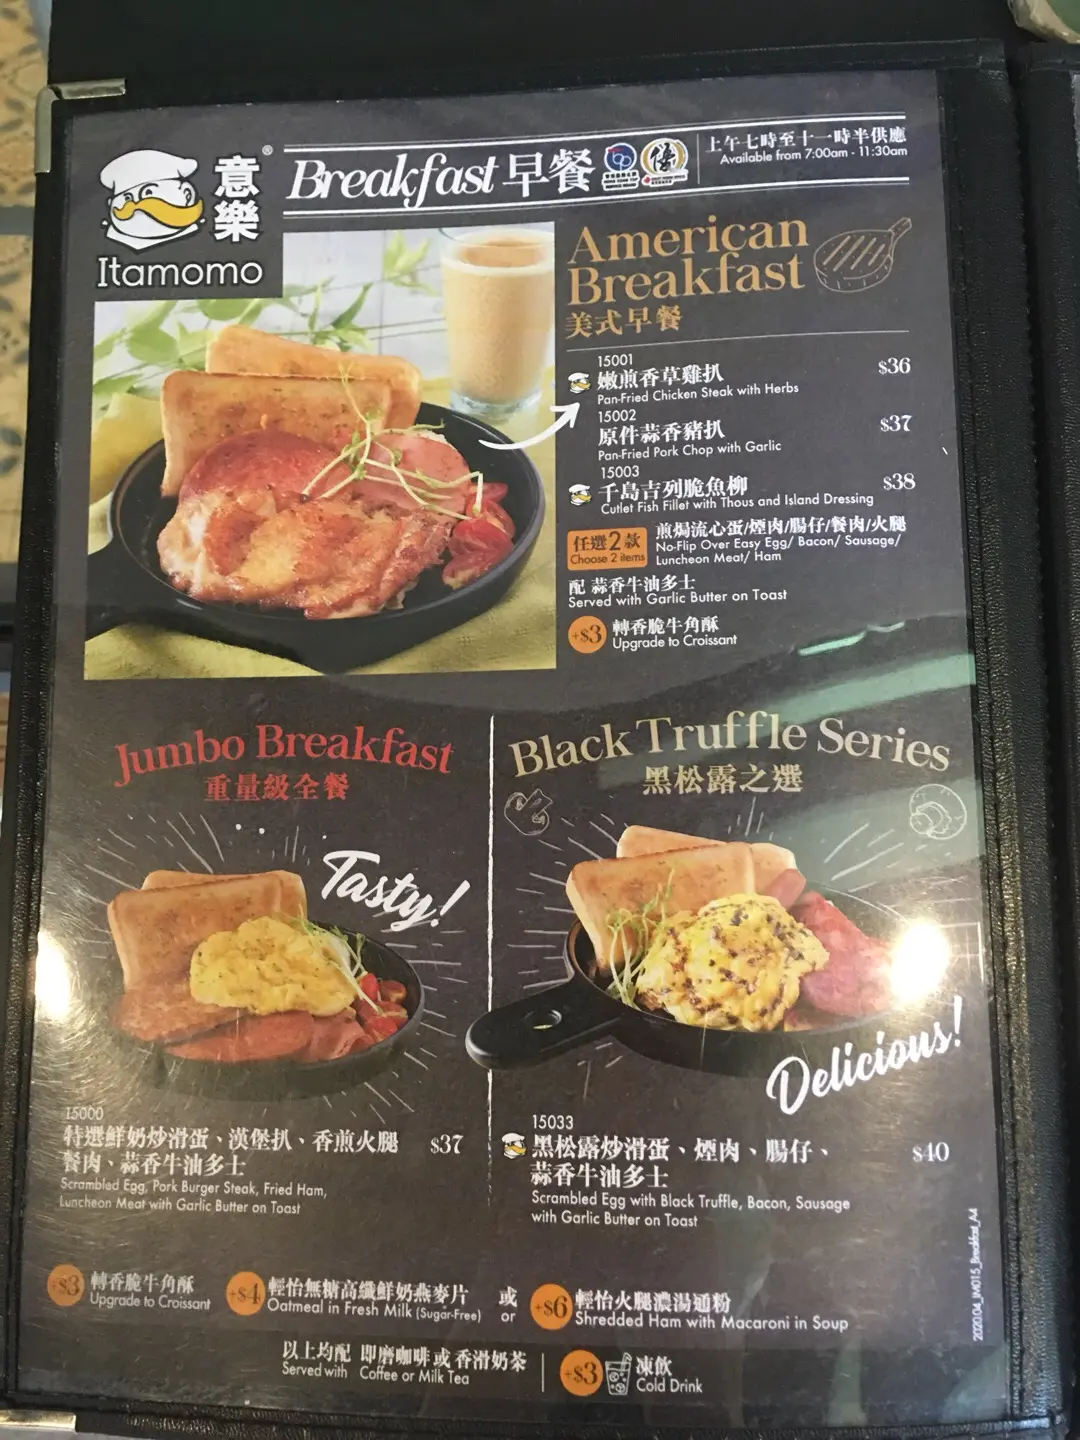 意樂®
Itamomo
Breakfast 早餐
上午七時至十一時半供應
Available from 7:00am - 11:30am
American
Breakfast
美式早餐
15001
嫩煎香草雞扒 $36
Pan-Fried Chicken Steak with Herbs
15002
原件蒜香豬扒 $37
Pan-Fried Pork Chop with Garlic
15003
千島吉列脆魚柳 $38
Cutlet Fish Fillet with Thous and Island Dressing
任選2款
Choose 2 items
煎焗流心蛋/煙肉/腸仔/餐肉/火腿
No-Flip Over Easy Egg/ Bacon/ Sausage/
Luncheon Meat/ Ham
配 蒜香牛油多士
Served with Garlic Butter on Toast
+$3 轉香脆牛角酥
Upgrade to Croissant
Jumbo Breakfast
重量級全餐
Tasty!
15000
特選鮮奶炒滑蛋、漢堡扒、香煎火腿 $37
餐肉、蒜香牛油多士
Scrambled Egg, Pork Burger Steak, Fried Ham,
Luncheon Meat with Garlic Butter on Toast
Black Truffle Series
黑松露之選
Delicious!
15033
黑松露炒滑蛋、煙肉、腸仔、 $40
蒜香牛油多士
Scrambled Egg with Black Truffle, Bacon, Sausage
with Garlic Butter on Toast
+$3 轉香脆牛角酥
Upgrade to Croissant
+$4 輕怡無糖高纖鮮奶燕麥片
Oatmeal in Fresh Milk (Sugar-Free)
或
or
+$6 輕怡火腿濃湯通粉
Shredded Ham with Macaroni in Soup
以上均配 即磨咖啡或香滑奶茶
Served with Coffee or Milk Tea
+$3 凍飲
Cold Drink
202004_IM015_Breakfast_A4